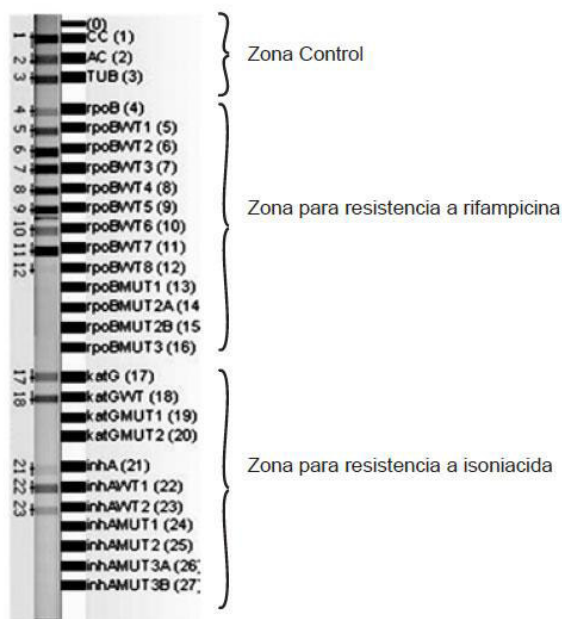 (0)
1 CC (1)
2 AC (2)
3 TUB (3)
Zona Control
4 rpoB (4)
5 rpoBWT1 (5)
6 rpoBWT2 (6)
7 rpoBWT3 (7)
8 rpoBWT4 (8)
9 rpoBWT5 (9)
10 rpoBWT6 (10)
11 rpoBWT7 (11)
12 rpoBWT8 (12)
rpoBMUT1 (13)
rpoBMUT2A (14
rpoBMUT2B (15
rpoBMUT3 (16)
Zona para resistencia a rifampicina
17 katG (17)
18 katGWT (18)
katGMUT1 (19)
katGMUT2 (20)
21 inhA (21)
22 inhAWT1 (22)
23 inhAWT2 (23)
inhAMUT1 (24)
inhAMUT2 (25)
inhAMUT3A (26)
inhAMUT3B (27)
Zona para resistencia a isoniacida